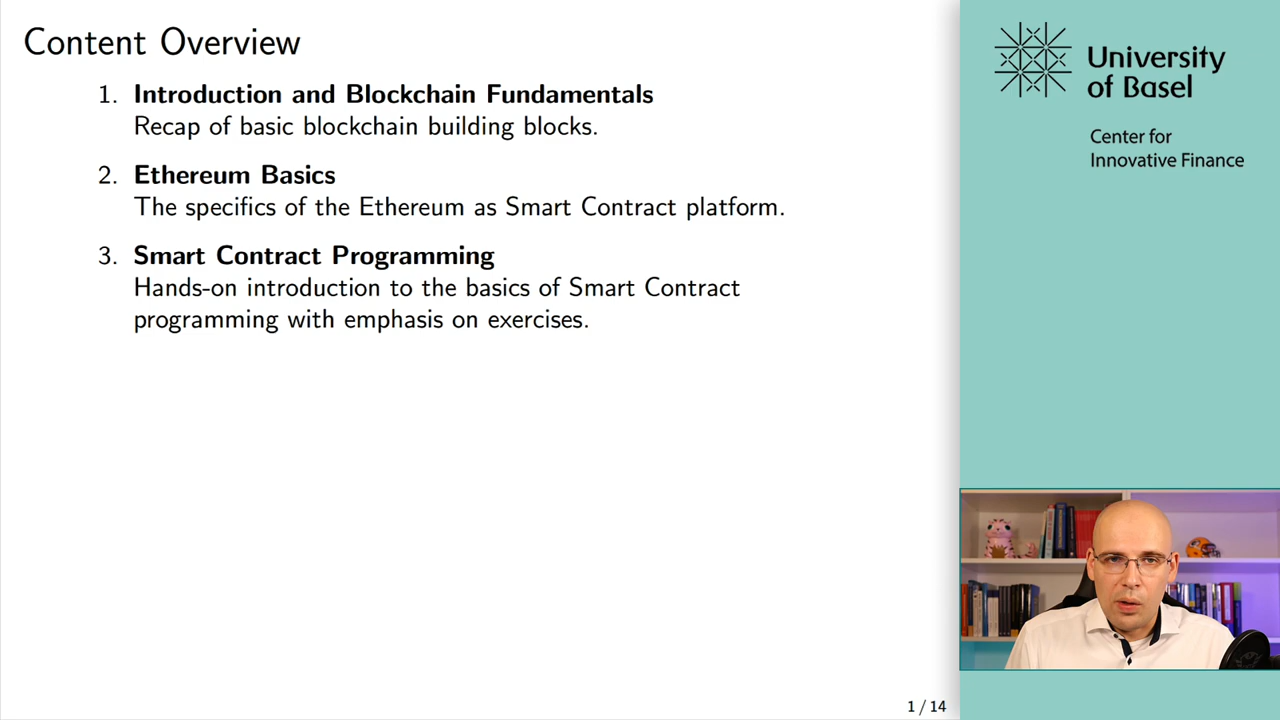 Content Overview
1. Introduction and Blockchain Fundamentals
Recap of basic blockchain building blocks.
2. Ethereum Basics
The specifics of the Ethereum as Smart Contract platform.
3. Smart Contract Programming
Hands-on introduction to the basics of Smart Contract
programming with emphasis on exercises.
1 / 14
University
of Basel
Center for
Innovative Finance